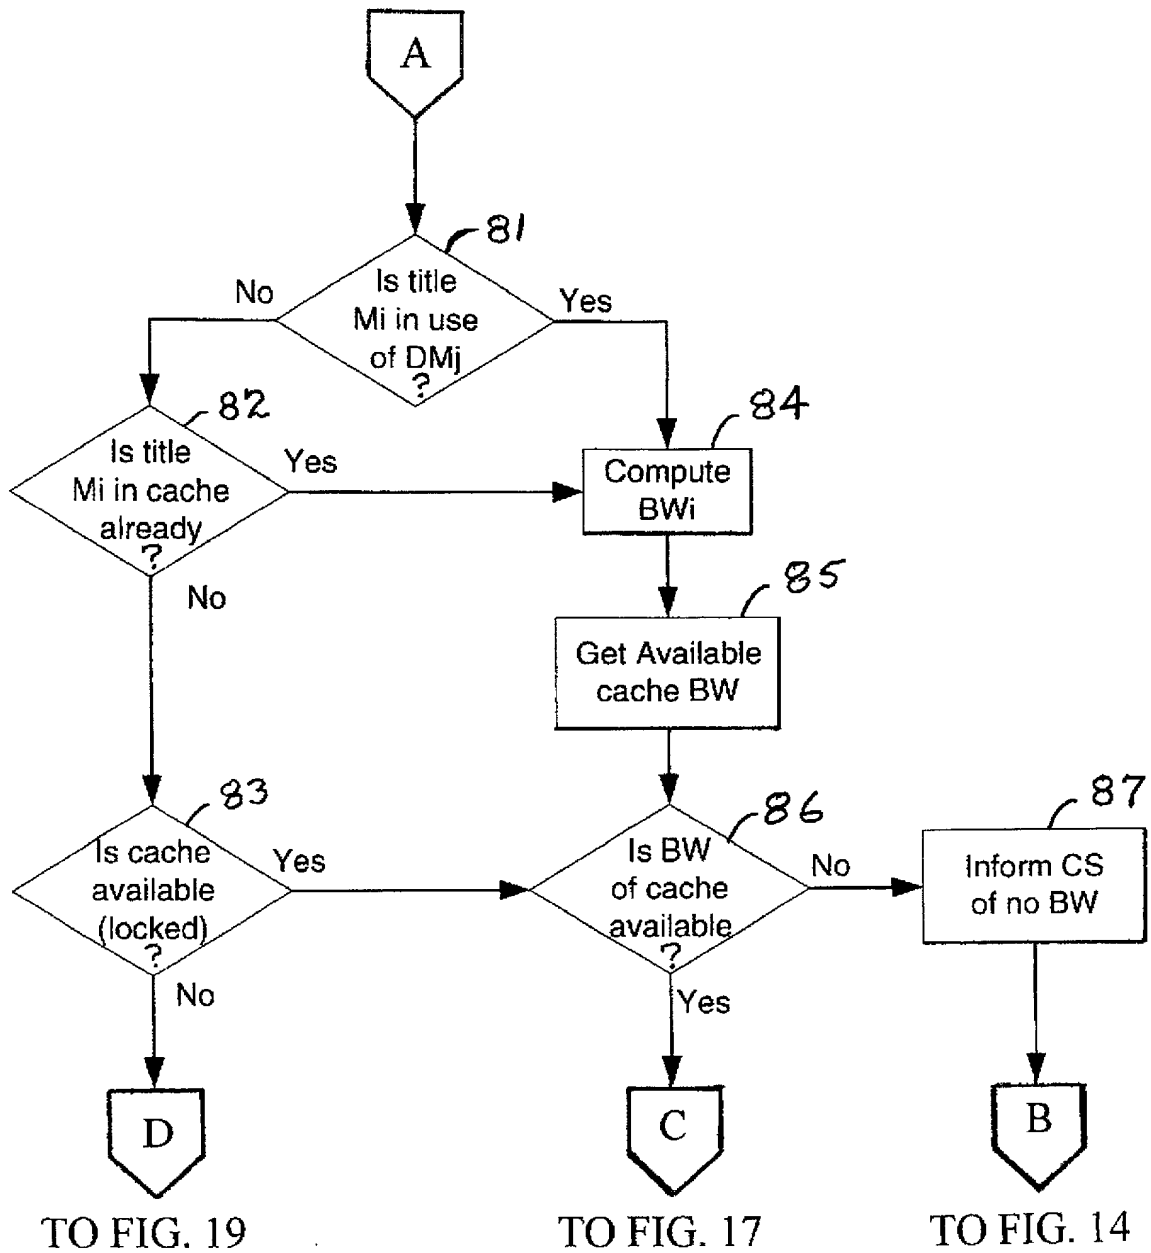 A
81
Is title
Mi in use
of DMj
?
No
Yes
82
Is title
Mi in cache
already
?
Yes
No
84
Compute
BWi
85
Get Available
cache BW
83
Is cache
available
(locked)
?
Yes
No
86
Is BW
of cache
available
?
No
Yes
87
Inform CS
of no BW
D
C
B
TO FIG. 19
TO FIG. 17
TO FIG. 14